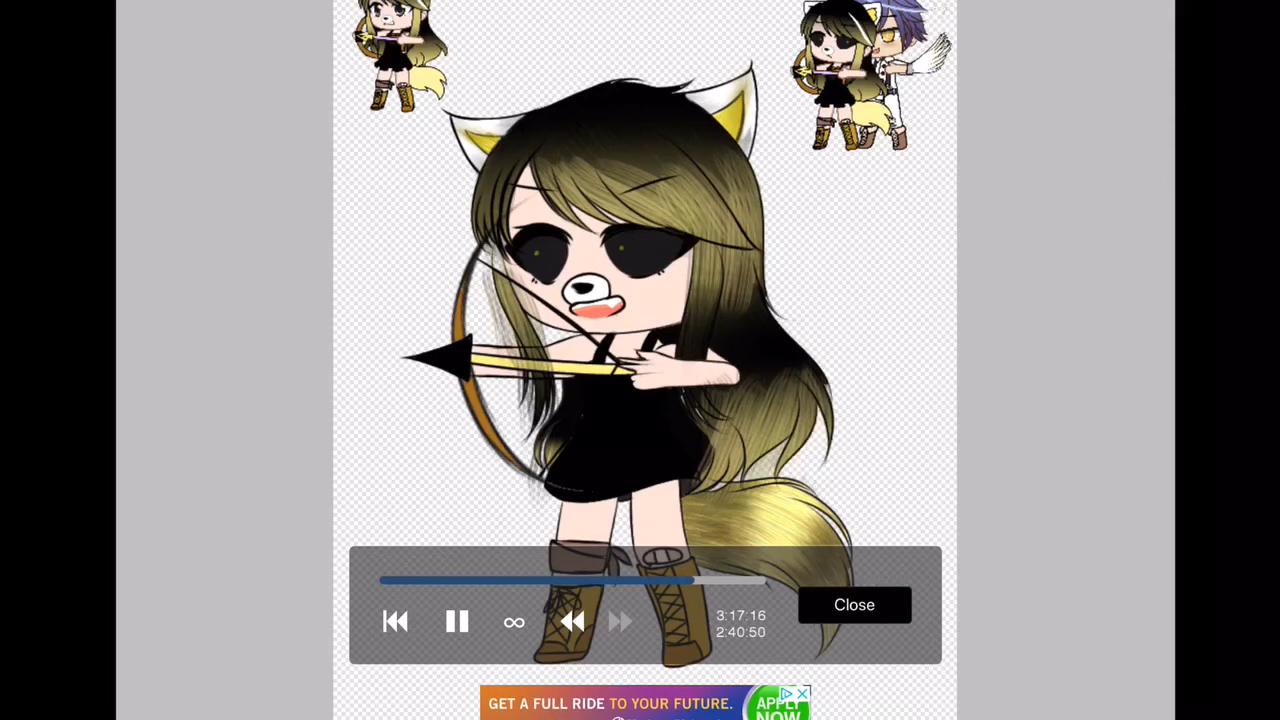 3:17:16
2:40:50
Close
GET A FULL RIDE TO YOUR FUTURE.
APPLY
NOW